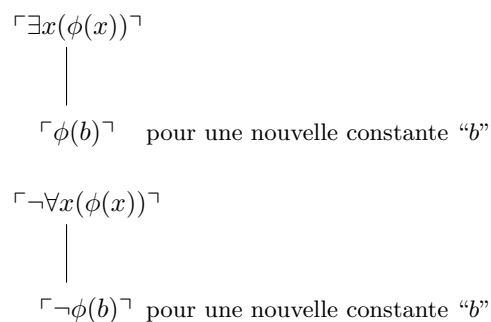 ⌜∃x(ϕ(x))⌝
⌜ϕ(b)⌝ pour une nouvelle constante “b”
⌜¬∀x(ϕ(x))⌝
⌜¬ϕ(b)⌝ pour une nouvelle constante “b”